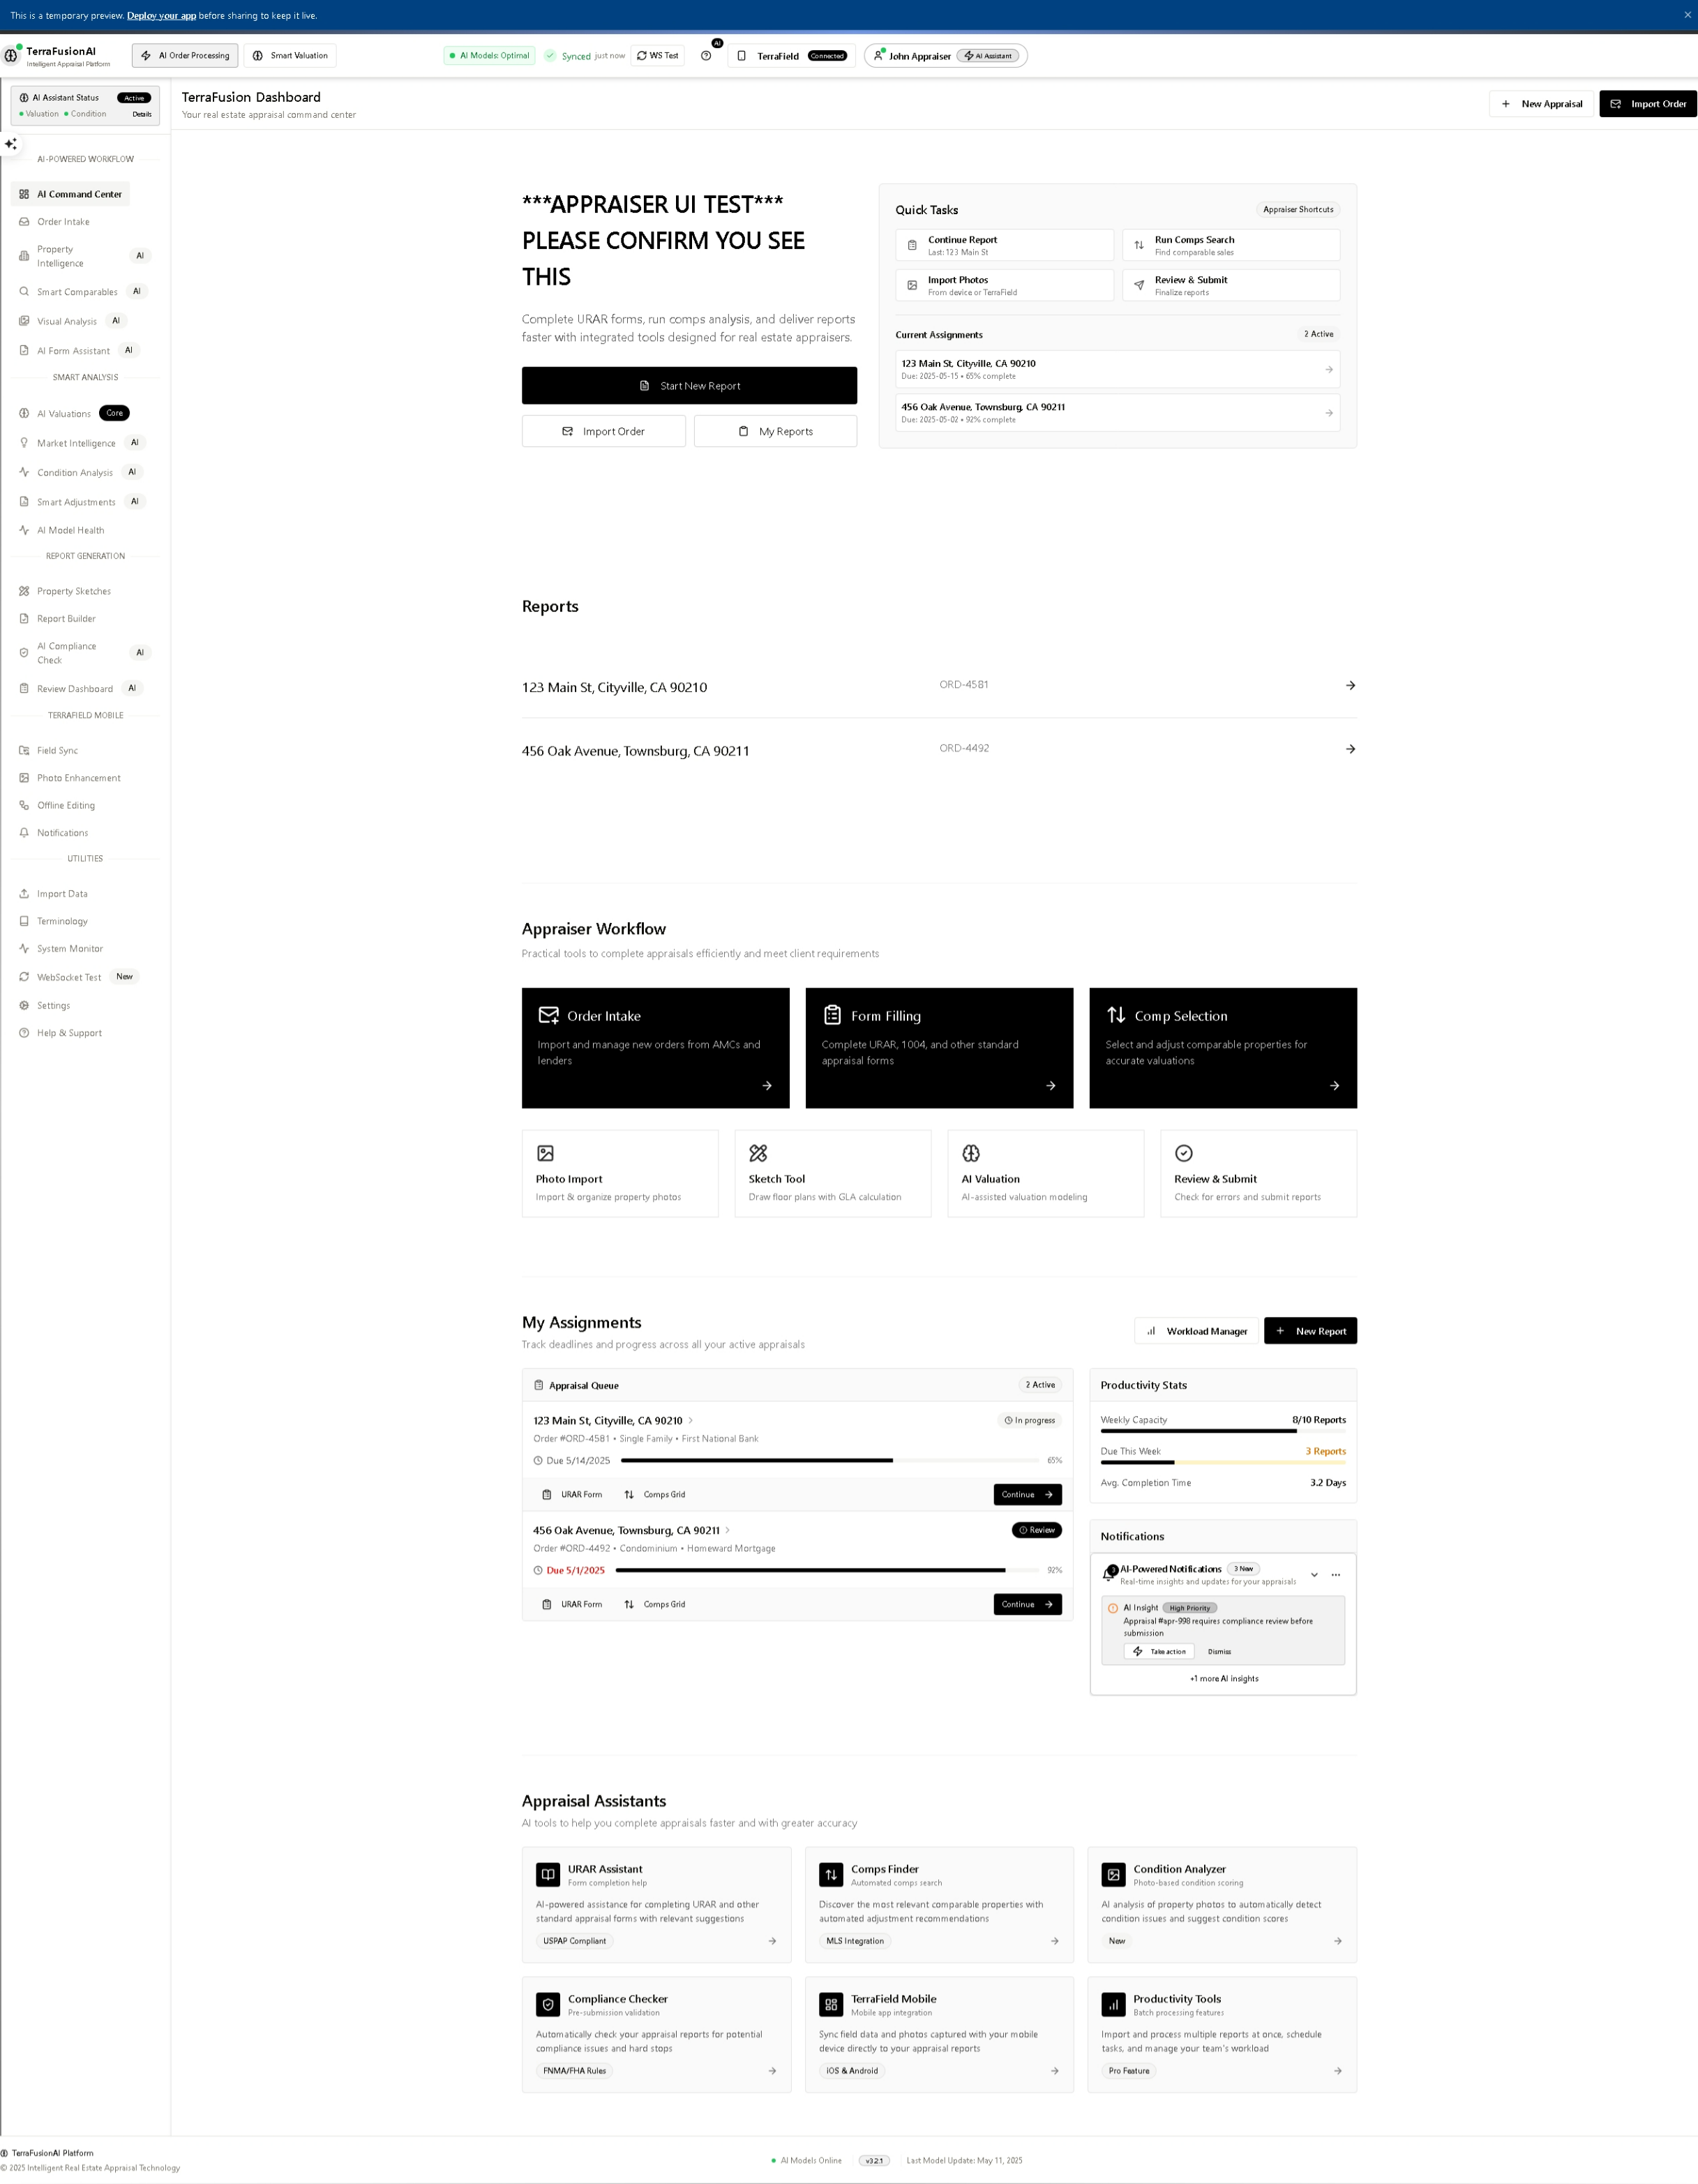 This is a temporary preview. Deploy your app before sharing to keep it live.
TerraFusionAI
Intelligent Appraisal Platform
AI Order Processing
Smart Valuation
AI Models: Optimal
Synced just now
WS Test
AI
TerraField
Connected
John Appraiser
AI Assistant
AI Assistant Status
Active
Valuation
Condition
Details
AI-POWERED WORKFLOW
AI Command Center
Order Intake
Property
Intelligence
AI
Smart Comparables AI
Visual Analysis AI
AI Form Assistant AI
SMART ANALYSIS
AI Valuations Core
Market Intelligence AI
Condition Analysis AI
Smart Adjustments AI
AI Model Health
REPORT GENERATION
Property Sketches
Report Builder
AI Compliance
Check
AI
Review Dashboard AI
TERRAFIELD MOBILE
Field Sync
Photo Enhancement
Offline Editing
Notifications
UTILITIES
Import Data
Terminology
System Monitor
WebSocket Test New
Settings
Help & Support
TerraFusion Dashboard
Your real estate appraisal command center
New Appraisal
Import Order
***APPRAISER UI TEST***
PLEASE CONFIRM YOU SEE
THIS
Complete URAR forms, run comps analysis, and deliver reports
faster with integrated tools designed for real estate appraisers.
Start New Report
Import Order
My Reports
Quick Tasks
Appraiser Shortcuts
Continue Report
Last: 123 Main St
Run Comps Search
Find comparable sales
Import Photos
From device or TerraField
Review & Submit
Finalize reports
Current Assignments
2 Active
123 Main St, Cityville, CA 90210
Due: 2025-05-15 • 65% complete
456 Oak Avenue, Townsburg, CA 90211
Due: 2025-05-02 • 92% complete
Reports
123 Main St, Cityville, CA 90210
ORD-4581
456 Oak Avenue, Townsburg, CA 90211
ORD-4492
Appraiser Workflow
Practical tools to complete appraisals efficiently and meet client requirements
Order Intake
Import and manage new orders from AMCs and
lenders
Form Filling
Complete URAR, 1004, and other standard
appraisal forms
Comp Selection
Select and adjust comparable properties for
accurate valuations
Photo Import
Import & organize property photos
Sketch Tool
Draw floor plans with GLA calculation
AI Valuation
AI-assisted valuation modeling
Review & Submit
Check for errors and submit reports
My Assignments
Track deadlines and progress across all your active appraisals
Workload Manager
New Report
Appraisal Queue
2 Active
123 Main St, Cityville, CA 90210
In progress
Order #ORD-4581 • Single Family • First National Bank
Due 5/14/2025
65%
URAR Form
Comps Grid
Continue
456 Oak Avenue, Townsburg, CA 90211
Review
Order #ORD-4492 • Condominium • Homeward Mortgage
Due 5/1/2025
92%
URAR Form
Comps Grid
Continue
Productivity Stats
Weekly Capacity
8/10 Reports
Due This Week
3 Reports
Avg. Completion Time
3.2 Days
Notifications
3
AI-Powered Notifications
3 New
Real-time insights and updates for your appraisals
AI Insight
High Priority
Appraisal #apr-998 requires compliance review before
submission
Take action
Dismiss
+1 more AI insights
Appraisal Assistants
AI tools to help you complete appraisals faster and with greater accuracy
URAR Assistant
Form completion help
AI-powered assistance for completing URAR and other
standard appraisal forms with relevant suggestions
USPAP Compliant
Comps Finder
Automated comps search
Discover the most relevant comparable properties with
automated adjustment recommendations
MLS Integration
Condition Analyzer
Photo-based condition scoring
AI analysis of property photos to automatically detect
condition issues and suggest condition scores
New
Compliance Checker
Pre-submission validation
Automatically check your appraisal reports for potential
compliance issues and hard stops
FNMA/FHA Rules
TerraField Mobile
Mobile app integration
Sync field data and photos captured with your mobile
device directly to your appraisal reports
iOS & Android
Productivity Tools
Batch processing features
Import and process multiple reports at once, schedule
tasks, and manage your team's workload
Pro Feature
TerraFusionAI Platform
© 2025 Intelligent Real Estate Appraisal Technology
AI Models Online
v3.2.1
Last Model Update: May 11, 2025